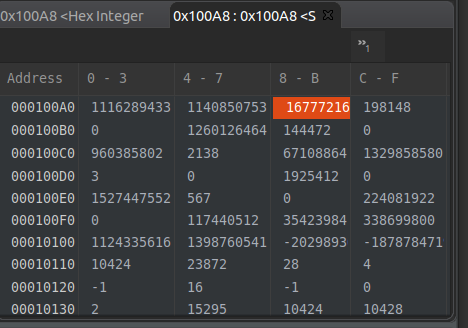 0x100A8 <Hex Integer 0x100A8 : 0x100A8 <S
»1
Address 0 - 3 4 - 7 8 - B C - F
000100A0 1116289433 1140850753 16777216 198148
000100B0 0 1260126464 144472 0
000100C0 960385802 2138 67108864 1329858580
000100D0 3 0 1925412 0
000100E0 1527447552 567 0 224081922
000100F0 0 117440512 35423984 338699800
00010100 1124335616 1398760541 -2029893 -187878471
00010110 10424 23872 28 4
00010120 -1 16 -1 0
00010130 2 15295 10424 10428